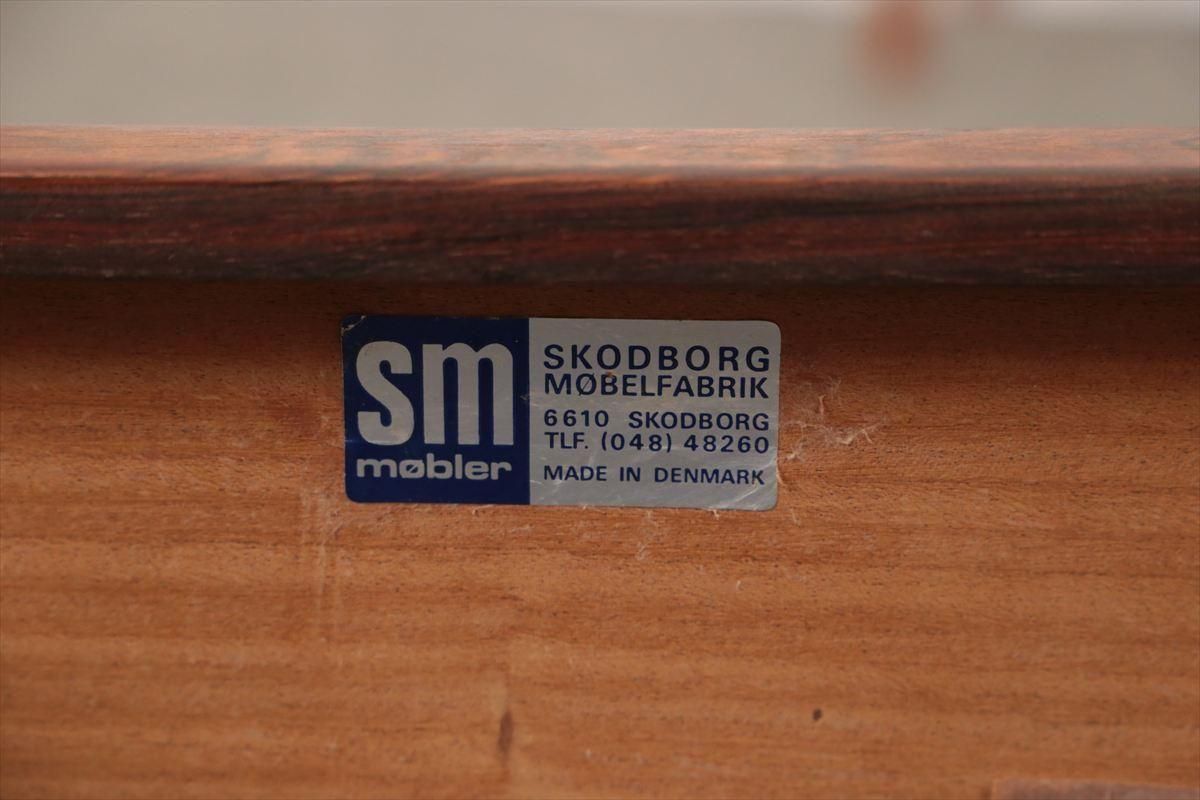 sm
møbler
SKODBORG
MØBELFABRIK
6610 SKODBORG
TLF. (048) 48260
MADE IN DENMARK